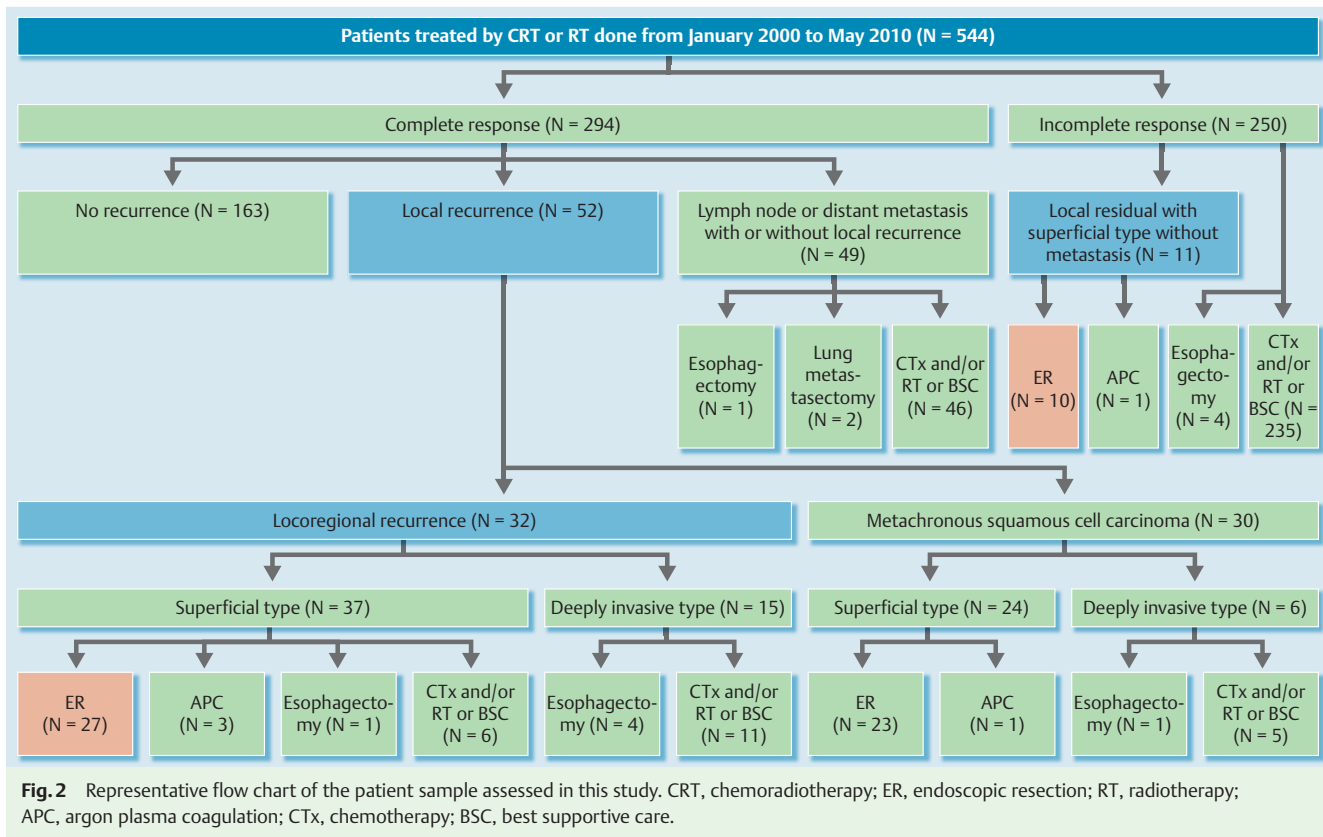 Patients treated by CRT or RT done from January 2000 to May 2010 (N = 544)
Complete response (N = 294)
Incomplete response (N = 250)
No recurrence (N = 163)
Local recurrence (N = 52)
Lymph node or distant metastasis
with or without local recurrence
(N = 49)
Local residual with
superficial type without
metastasis (N = 11)
Esophag-
ectomy
(N = 1)
Lung
metas-
tasectomy
(N = 2)
CTx and/or
RT or BSC
(N = 46)
ER
(N = 10)
APC
(N = 1)
Esopha-
gecto-
my
(N = 4)
CTx
and/or
RT or
BSC (N =
235)
Locoregional recurrence (N = 32)
Metachronous squamous cell carcinoma (N = 30)
Superficial type (N = 37)
Deeply invasive type (N = 15)
Superficial type (N = 24)
Deeply invasive type (N = 6)
ER
(N = 27)
APC
(N = 3)
Esophagecto-
my (N = 1)
CTx and/or
RT or BSC
(N = 6)
Esophagecto-
my (N = 4)
CTx and/or
RT or BSC
(N = 11)
ER
(N = 23)
APC
(N = 1)
Esophagecto-
my (N = 1)
CTx and/or
RT or BSC
(N = 5)
Fig. 2 Representative flow chart of the patient sample assessed in this study. CRT, chemoradiotherapy; ER, endoscopic resection; RT, radiotherapy;
APC, argon plasma coagulation; CTx, chemotherapy; BSC, best supportive care.